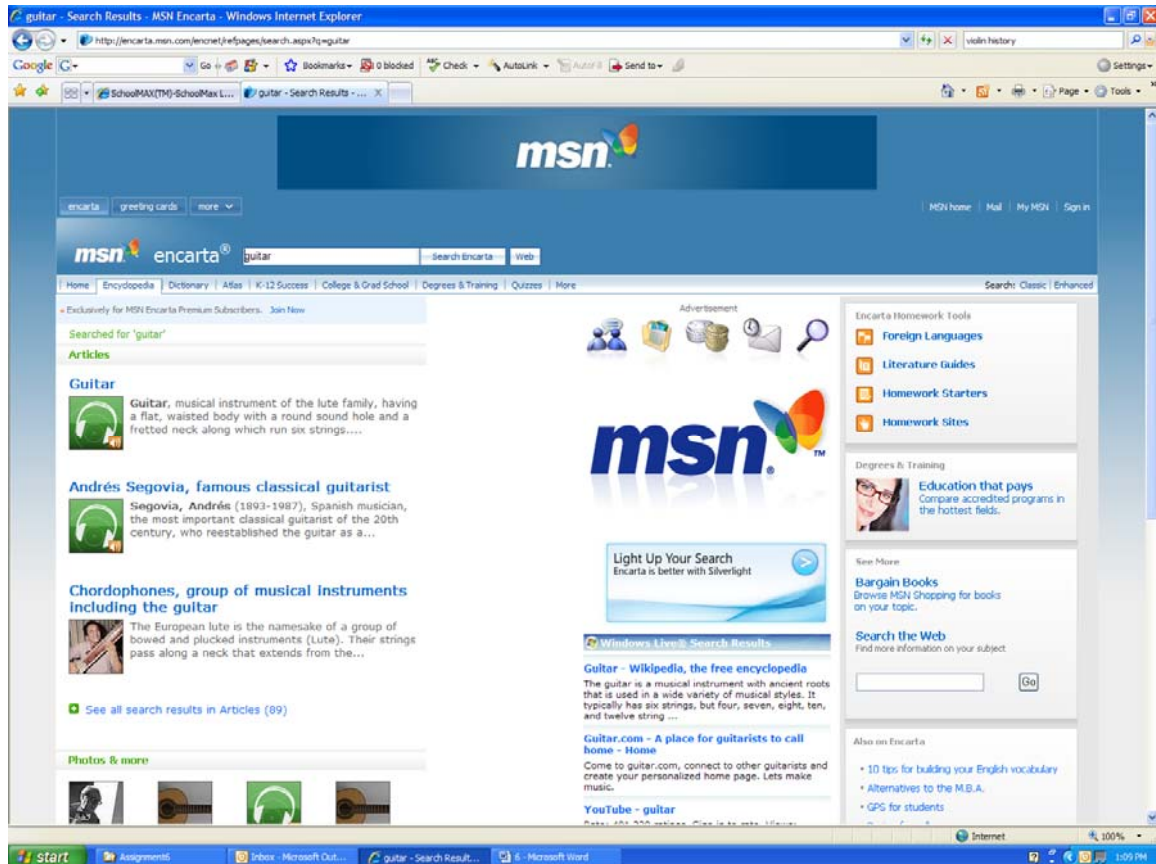 guitar - Search Results - MSN Encarta - Windows Internet Explorer
http://encarta.msn.com/encnet/refpages/search.aspx?q=guitar
violin history
Google G Go Bookmarks 0 blocked Check AutoLink AutoFill Send to Settings
SchoolMAX(TM)-SchoolMax L... guitar - Search Results - ... X Page Tools
msn
encarta greeting cards more MSN home Mail My MSN Sign in
msn encarta® guitar Search Encarta Web
Home Encyclopedia Dictionary Atlas K-12 Success College & Grad School Degrees & Training Quizzes More Search: Classic Enhanced
Exclusively for MSN Encarta Premium Subscribers. Join Now
Searched for 'guitar'
Articles
Guitar
Guitar, musical instrument of the lute family, having
a flat, waisted body with a round sound hole and a
fretted neck along which run six strings....
Andrés Segovia, famous classical guitarist
Segovia, Andrés (1893-1987), Spanish musician,
the most important classical guitarist of the 20th
century, who reestablished the guitar as a...
Chordophones, group of musical instruments
including the guitar
The European lute is the namesake of a group of
bowed and plucked instruments (Lute). Their strings
pass along a neck that extends from the...
See all search results in Articles (89)
Photos & more
Advertisement
msn.™
®
Light Up Your Search
Encarta is better with Silverlight
Windows Live® Search Results
Guitar - Wikipedia, the free encyclopedia
The guitar is a musical instrument with ancient roots
that is used in a wide variety of musical styles. It
typically has six strings, but four, seven, eight, ten,
and twelve string ...
Guitar.com - A place for guitarists to call
home - Home
Come to guitar.com, connect to other guitarists and
create your personalized home page. Lets make
music.
YouTube - guitar
Encarta Homework Tools
Foreign Languages
Literature Guides
Homework Starters
Homework Sites
Degrees & Training
Education that pays
Compare accredited programs in
the hottest fields.
See More
Bargain Books
Browse MSN Shopping for books
on your topic.
Search the Web
Find more information on your subject
Go
Also on Encarta
• 10 tips for building your English vocabulary
• Alternatives to the M.B.A.
• GPS for students
Internet 100%
start Assignment6 Inbox - Microsoft Out... guitar - Search Result... 6 - Microsoft Word 1:09 PM